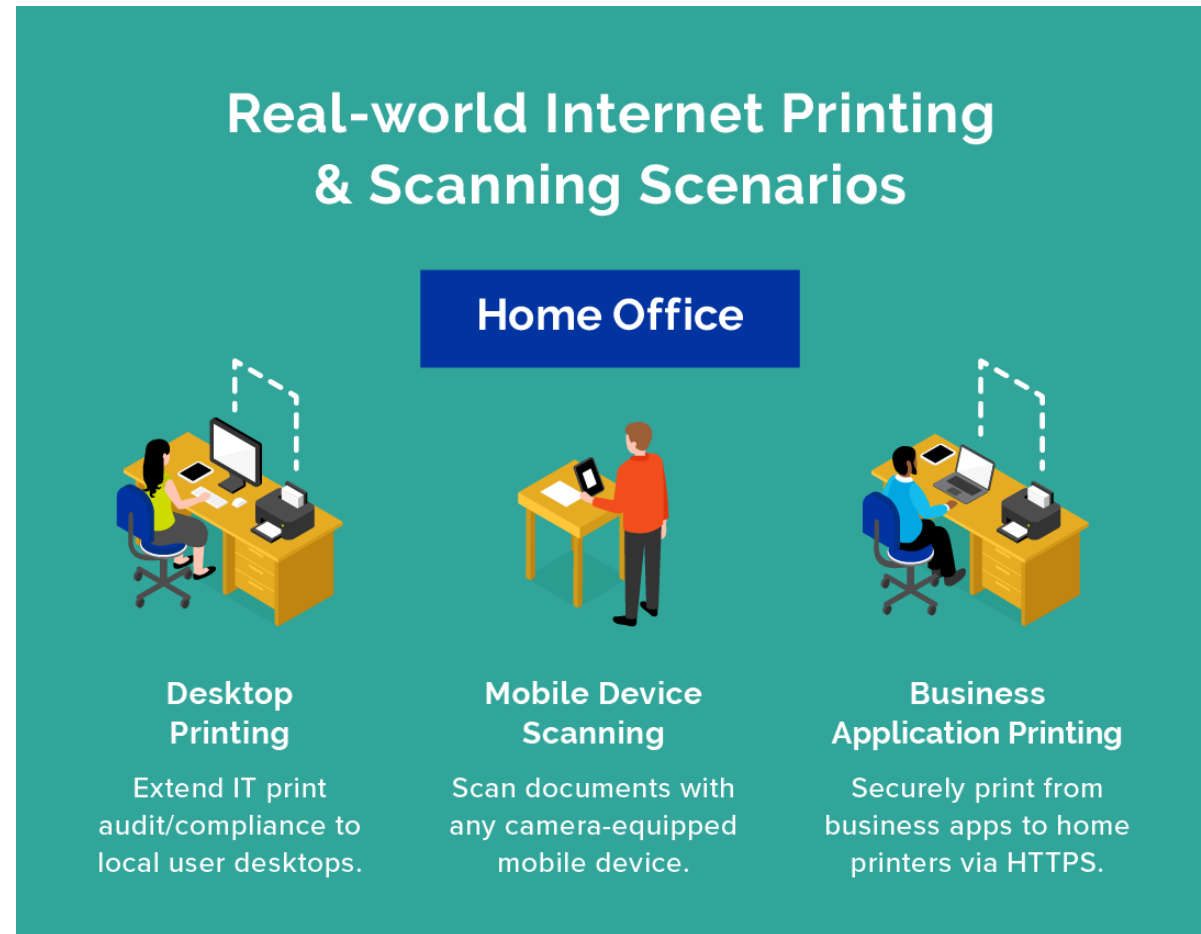 Real-world Internet Printing
& Scanning Scenarios
Home Office
Desktop
Printing
Extend IT print
audit/compliance to
local user desktops.
Mobile Device
Scanning
Scan documents with
any camera-equipped
mobile device.
Business
Application Printing
Securely print from
business apps to home
printers via HTTPS.